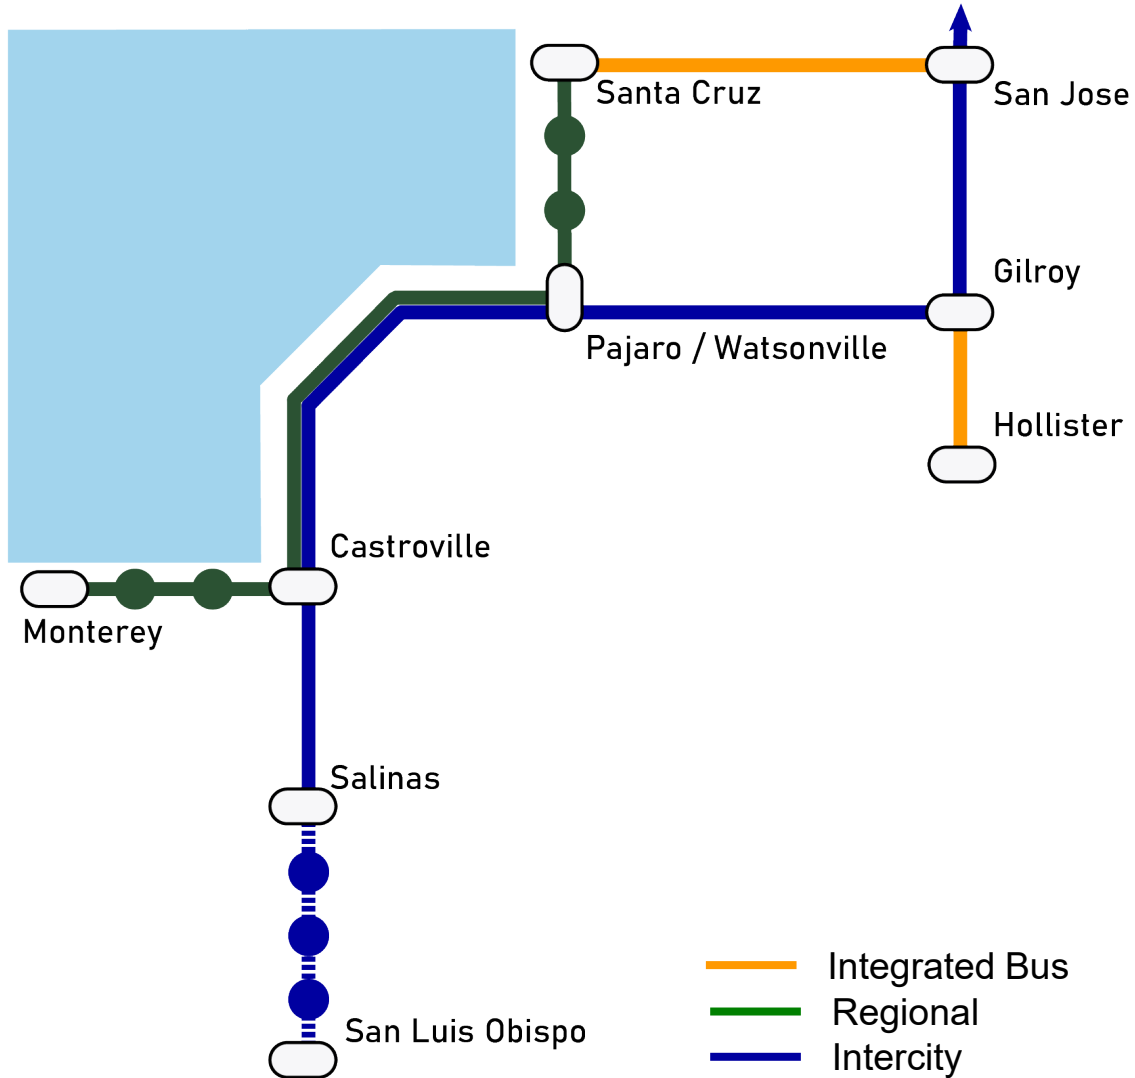 Santa Cruz
San Jose
Gilroy
Pajaro / Watsonville
Hollister
Castroville
Monterey
Salinas
San Luis Obispo
Integrated Bus
Regional
Intercity